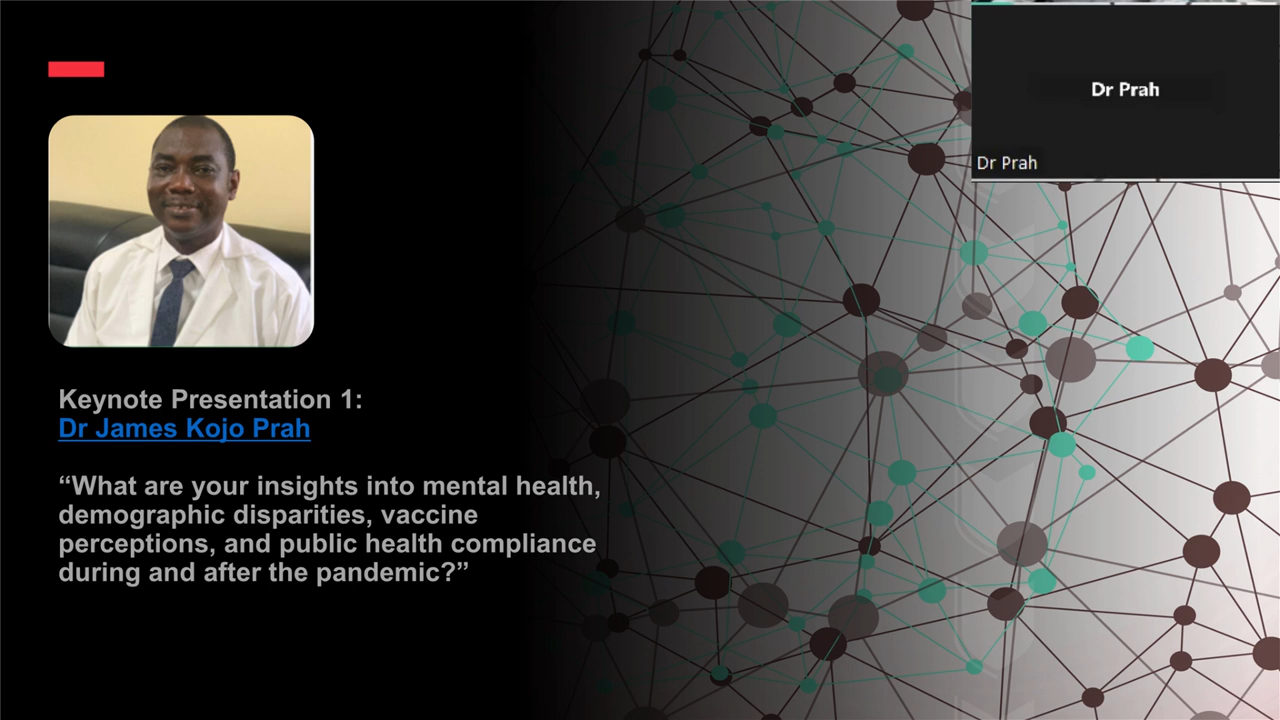 Dr Prah
Dr Prah
Keynote Presentation 1:
Dr James Kojo Prah
“What are your insights into mental health,
demographic disparities, vaccine
perceptions, and public health compliance
during and after the pandemic?”